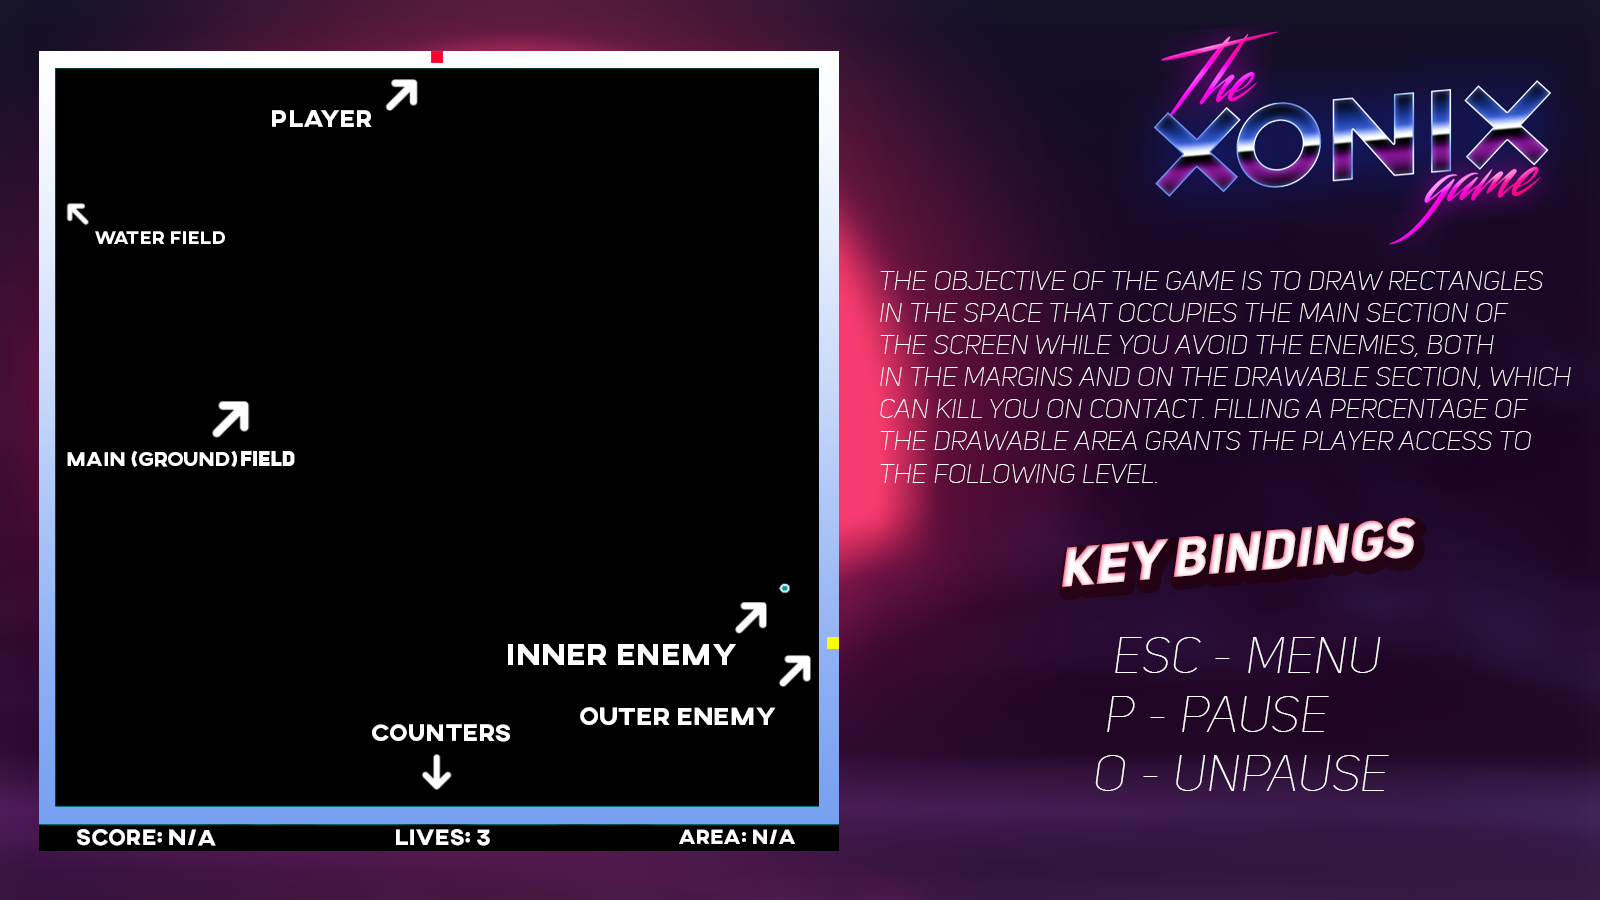 PLAYER
WATER FIELD
MAIN (GROUND) FIELD
INNER ENEMY
OUTER ENEMY
COUNTERS
SCORE: N/A
LIVES: 3
AREA: N/A
The
XONIX
game
THE OBJECTIVE OF THE GAME IS TO DRAW RECTANGLES
IN THE SPACE THAT OCCUPIES THE MAIN SECTION OF
THE SCREEN WHILE YOU AVOID THE ENEMIES, BOTH
IN THE MARGINS AND ON THE DRAWABLE SECTION, WHICH
CAN KILL YOU ON CONTACT. FILLING A PERCENTAGE OF
THE DRAWABLE AREA GRANTS THE PLAYER ACCESS TO
THE FOLLOWING LEVEL.
KEY BINDINGS
ESC - MENU
P - PAUSE
O - UNPAUSE